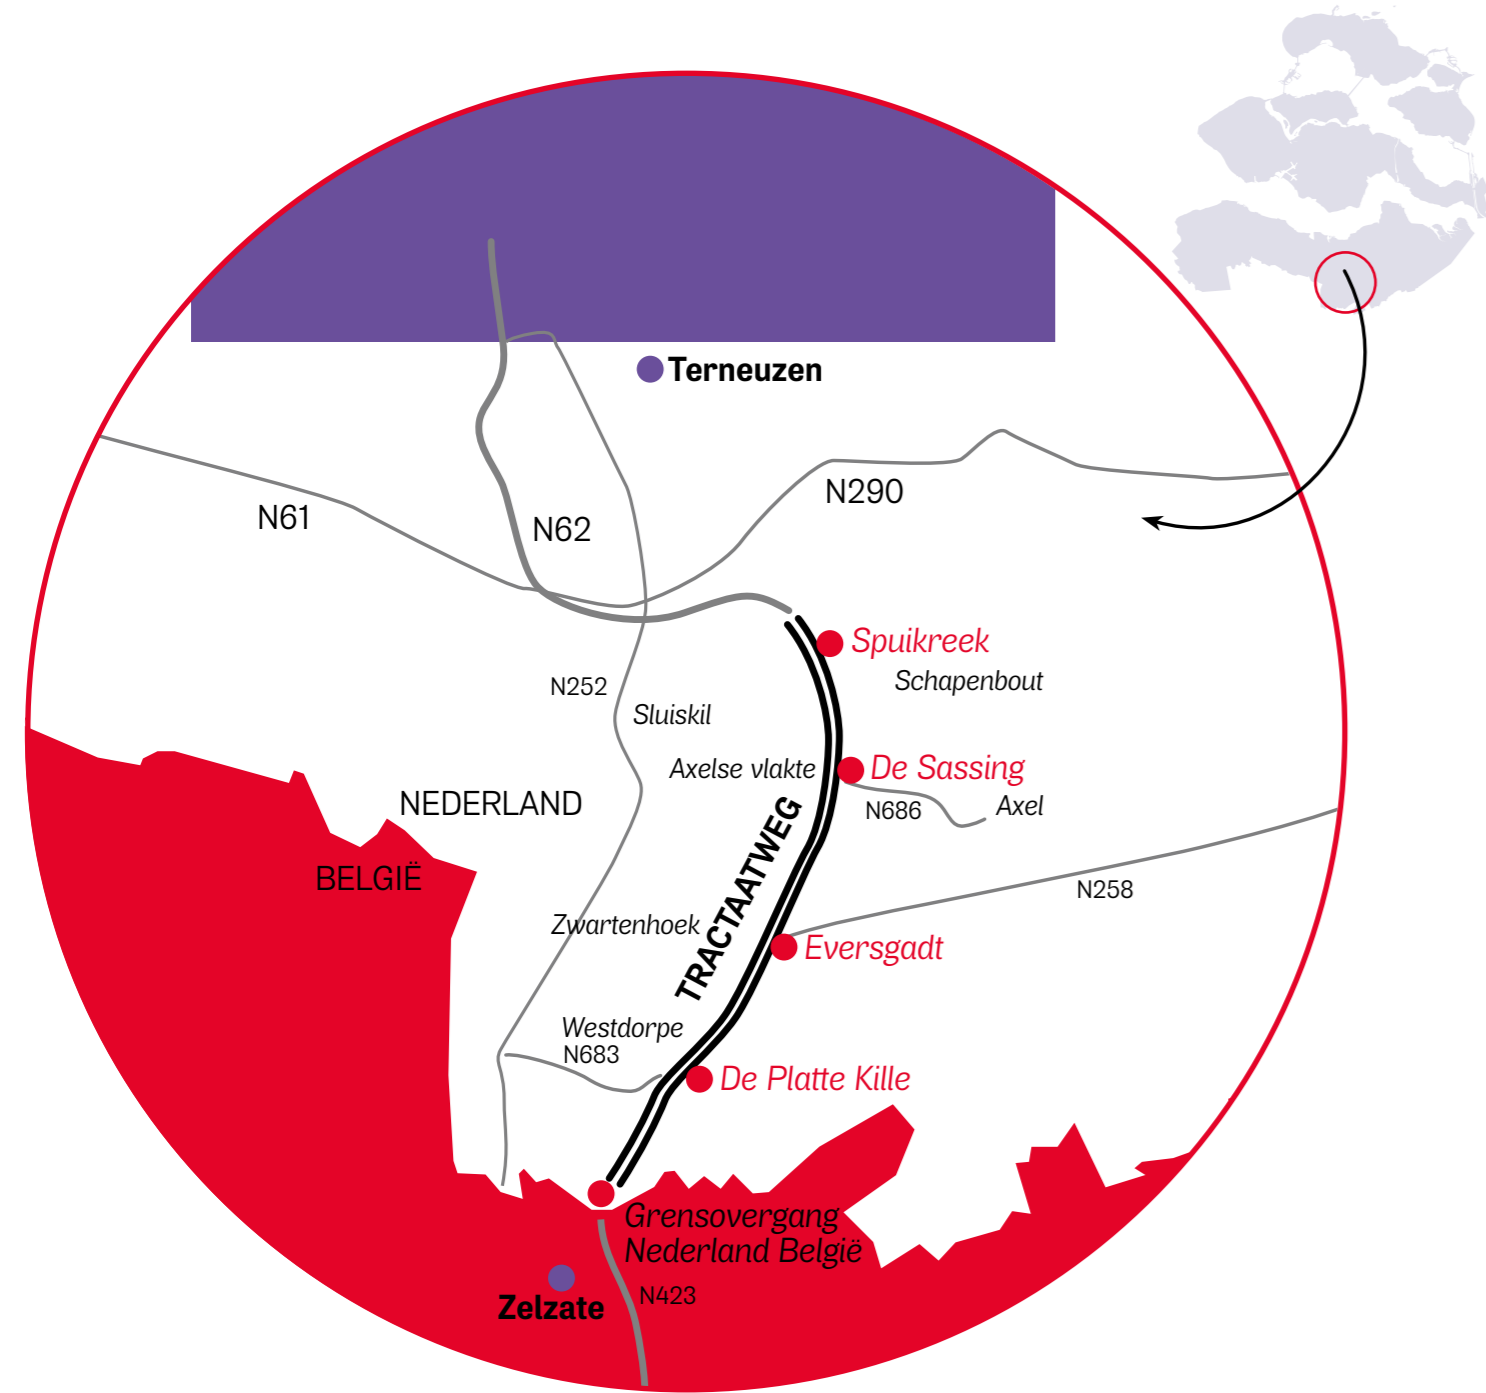 Terneuzen
N290
N61
N62
Spuikreek
Schapenbout
N252
Sluiskil
Axelse vlakte
De Sassing
NEDERLAND
N686
Axel
TRACTAATWEG
BELGIË
N258
Zwartenhoek
Eversgadt
Westdorpe
N683
De Platte Kille
Grensovergang
Nederland België
N423
Zelzate